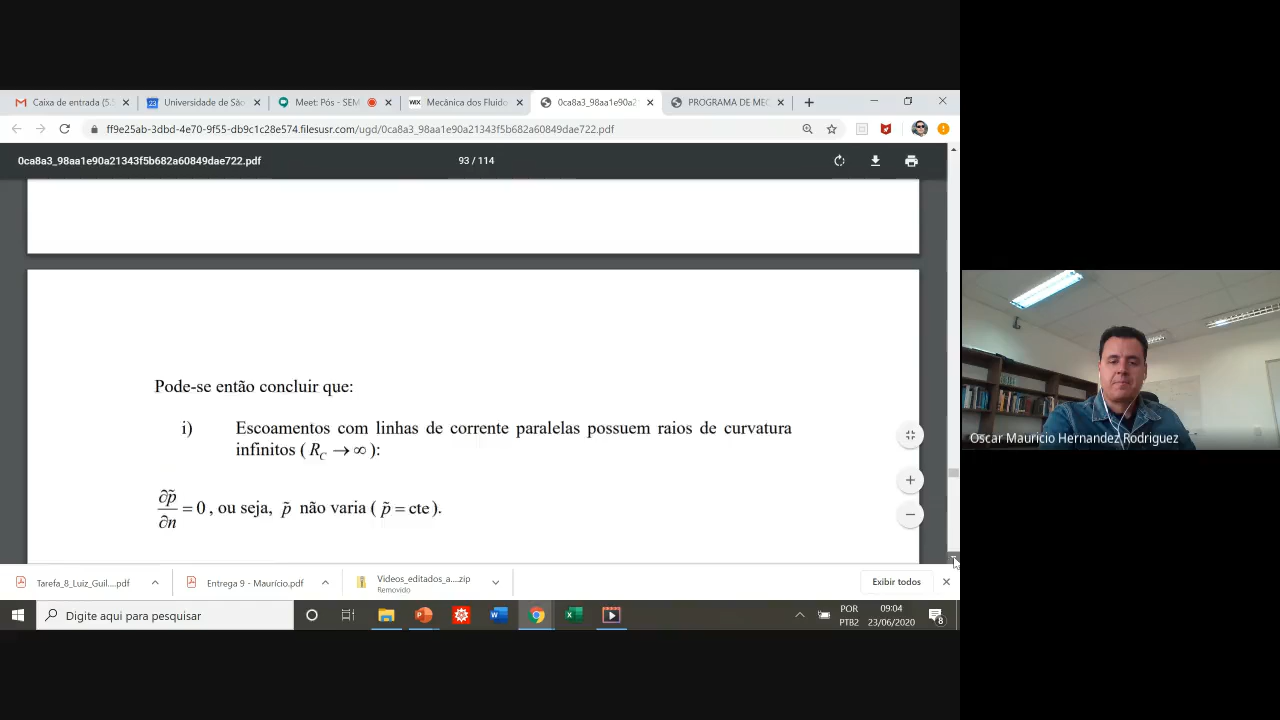 Caixa de entrada (5.5
Universidade de São
Meet: Pós - SEM
WIX Mecânica dos Fluido
0ca8a3_98aa1e90a2
PROGRAMA DE MEC
ff9e25ab-3dbd-4e70-9f55-db9c1c28e574.filesusr.com/ugd/0ca8a3_98aa1e90a21343f5b682a60849dae722.pdf
0ca8a3_98aa1e90a21343f5b682a60849dae722.pdf
93 / 114
Pode-se então concluir que:
i) Escoamentos com linhas de corrente paralelas possuem raios de curvatura
infinitos ( R_C → ∞ ):
∂p̃/∂n = 0 , ou seja, p̃ não varia ( p̃ = cte ).
Oscar Mauricio Hernandez Rodriguez
Tarefa_8_Luiz_Guil....pdf
Entrega 9 - Maurício.pdf
Videos_editados_a....zip
Removido
Exibir todos
Digite aqui para pesquisar
POR
PTB2
09:04
23/06/2020
8